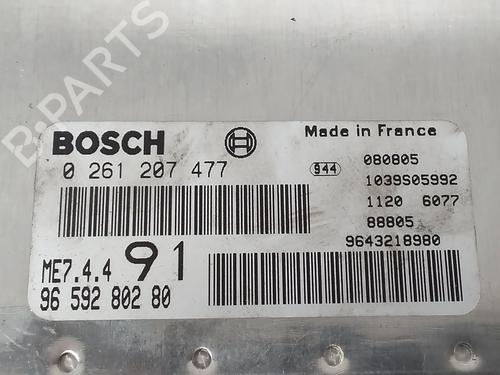 B-PARTS
BOSCH
Made in France
0 261 207 477
944
080805
1039S05992
1120 6077
88805
9643218980
ME7.4.4 91
96 592 802 80